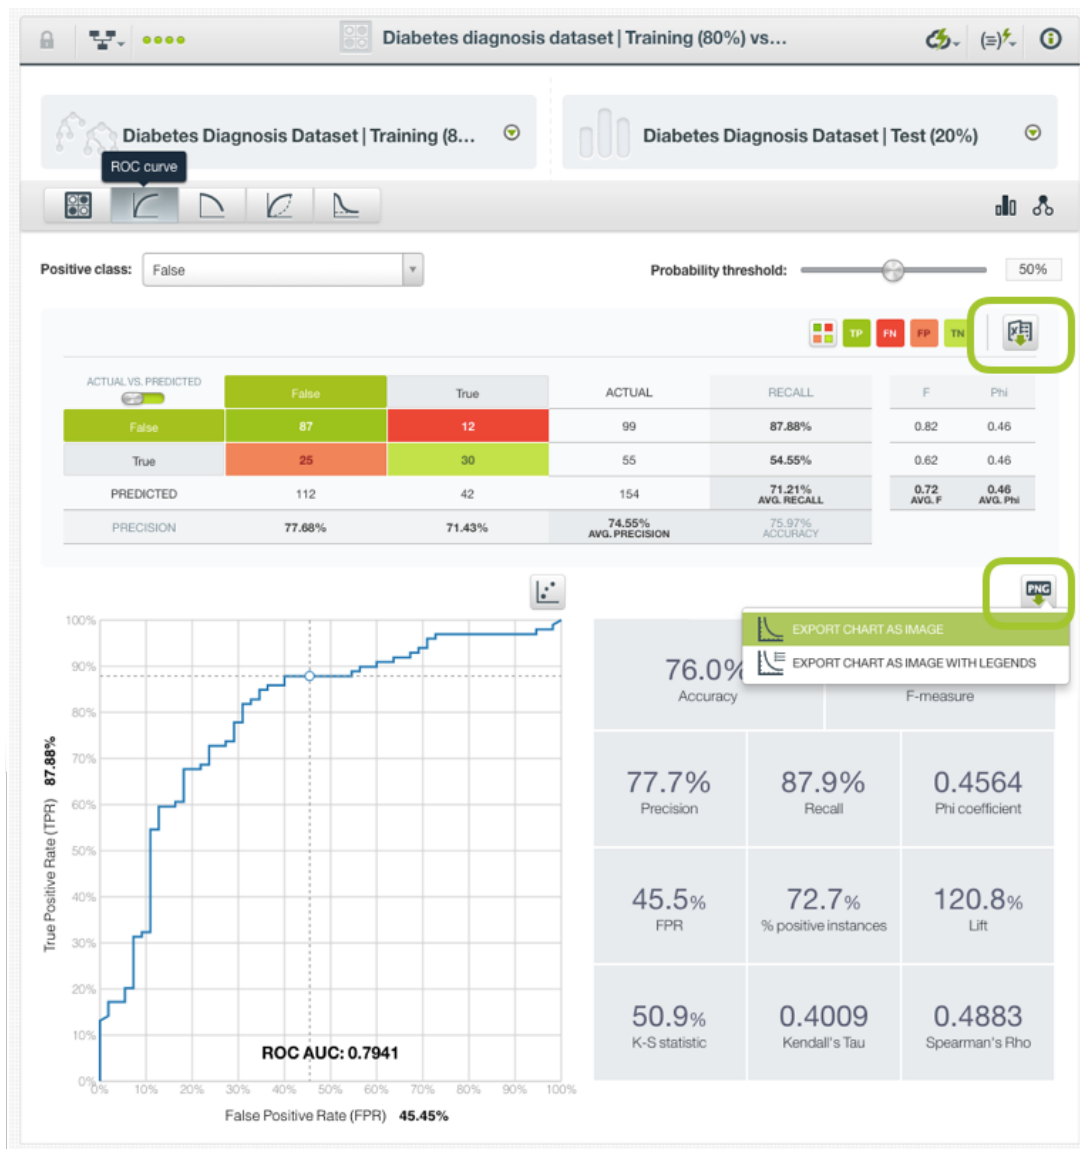 Diabetes diagnosis dataset | Training (80%) vs...
Diabetes Diagnosis Dataset | Training (8...
Diabetes Diagnosis Dataset | Test (20%)
ROC curve
Positive class: False
Probability threshold: 50%
TP FN FP TN
ACTUAL VS. PREDICTED False True ACTUAL RECALL F Phi
False 87 12 99 87.88% 0.82 0.46
True 25 30 55 54.55% 0.62 0.46
PREDICTED 112 42 154 71.21% AVG. RECALL 0.72 AVG. F 0.46 AVG. Phi
PRECISION 77.68% 71.43% 74.55% AVG. PRECISION 75.97% ACCURACY
PNG
EXPORT CHART AS IMAGE
EXPORT CHART AS IMAGE WITH LEGENDS
100%
90%
80%
70%
60%
50%
40%
30%
20%
10%
0%
True Positive Rate (TPR) 87.88%
ROC AUC: 0.7941
0% 10% 20% 30% 40% 50% 60% 70% 80% 90% 100%
False Positive Rate (FPR) 45.45%
76.0%
Accuracy F-measure
77.7% 87.9% 0.4564
Precision Recall Phi coefficient
45.5% 72.7% 120.8%
FPR % positive instances Lift
50.9% 0.4009 0.4883
K-S statistic Kendall's Tau Spearman's Rho